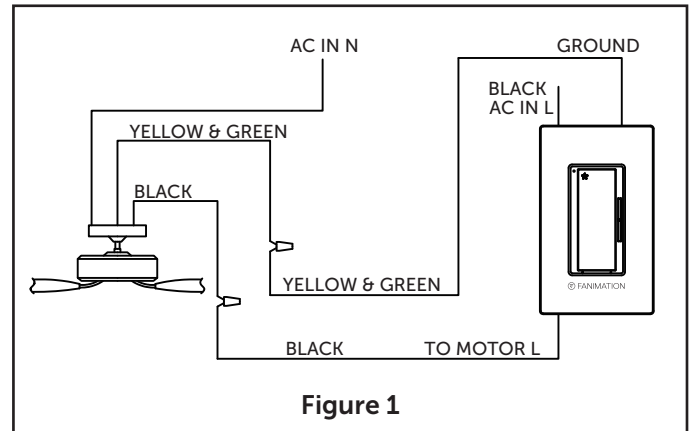 AC IN N
GROUND
BLACK
AC IN L
YELLOW & GREEN
BLACK
YELLOW & GREEN
FANIMATION
BLACK
TO MOTOR L
Figure 1